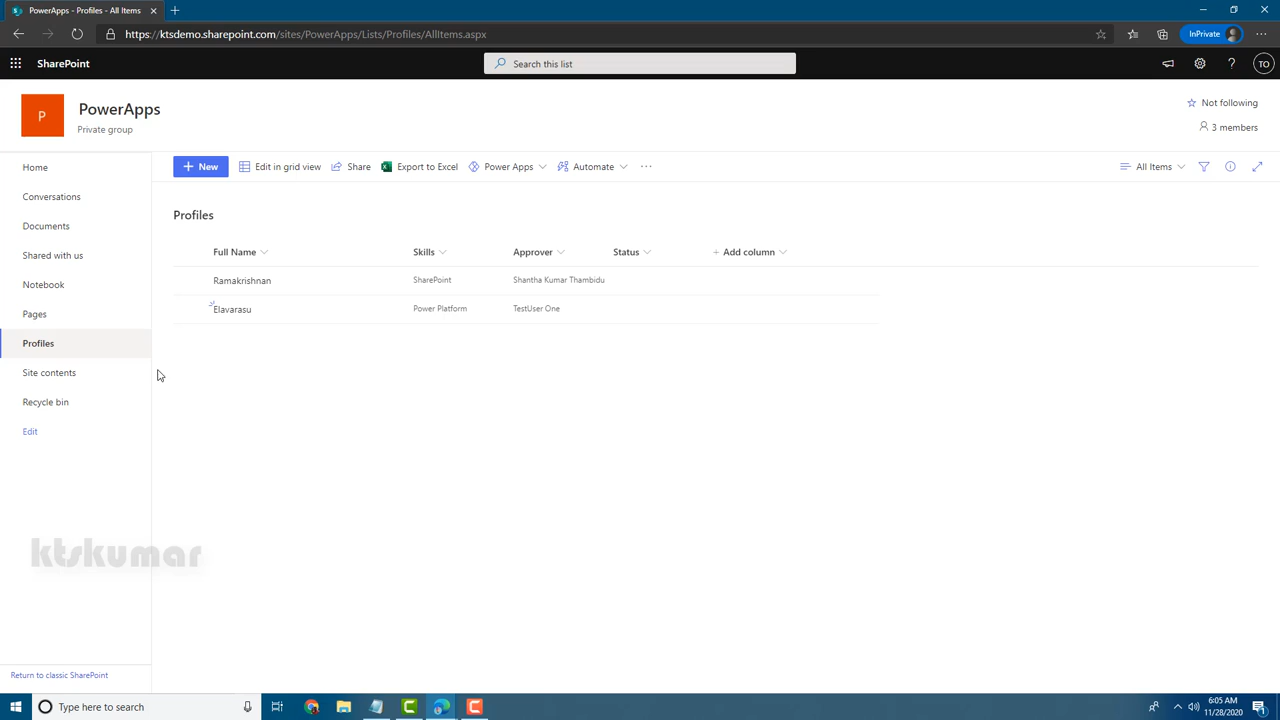 PowerApps - Profiles - All Items
https://ktsdemo.sharepoint.com/sites/PowerApps/Lists/Profiles/AllItems.aspx
InPrivate
SharePoint
Search this list
TO
P
PowerApps
Private group
Not following
3 members
Home
Conversations
Documents
Shared with us
Notebook
Pages
Profiles
Site contents
Recycle bin
Edit
Return to classic SharePoint
New
Edit in grid view
Share
Export to Excel
Power Apps
Automate
All Items
Profiles
Full Name Skills Approver Status + Add column
Ramakrishnan SharePoint Shantha Kumar Thambidu
Elavarasu Power Platform TestUser One
ktskumar
Type here to search
6:05 AM
11/28/2020